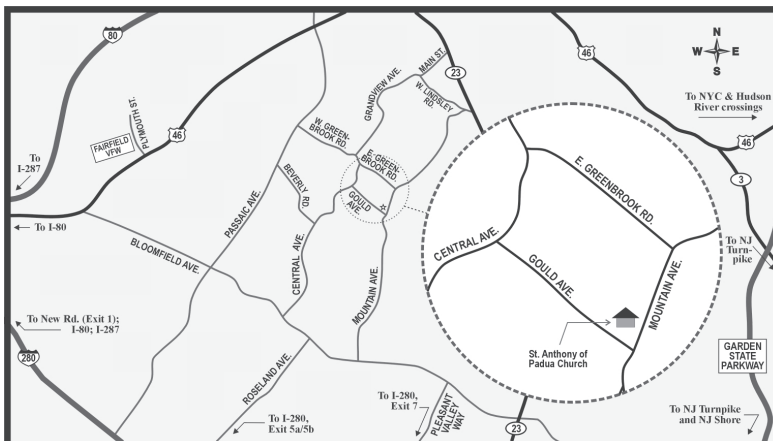 80
MAIN ST.
23
46
N
W E
S
GRANDVIEW AVE.
W. LINDSLEY
RD.
To NYC & Hudson
River crossings
PLYMOUTH ST.
46
W. GREEN-
BROOK RD.
46
FAIRFIELD
VFW
To
I-287
E. GREEN-
BROOK RD.
E. GREENBROOK RD.
3
BEVERLY RD.
GOULD
AVE.
PASSAIC AVE.
To I-80
CENTRAL AVE.
To NJ
Turn-
pike
BLOOMFIELD AVE.
CENTRAL AVE.
GOULD AVE.
MOUNTAIN AVE.
MOUNTAIN AVE.
To New Rd. (Exit 1);
I-80; I-287
280
ROSELAND AVE.
St. Anthony of
Padua Church
GARDEN
STATE
PARKWAY
To I-280,
Exit 5a/5b
To I-280,
Exit 7
PLEASANT
VALLEY
WAY
23
To NJ Turnpike
and NJ Shore